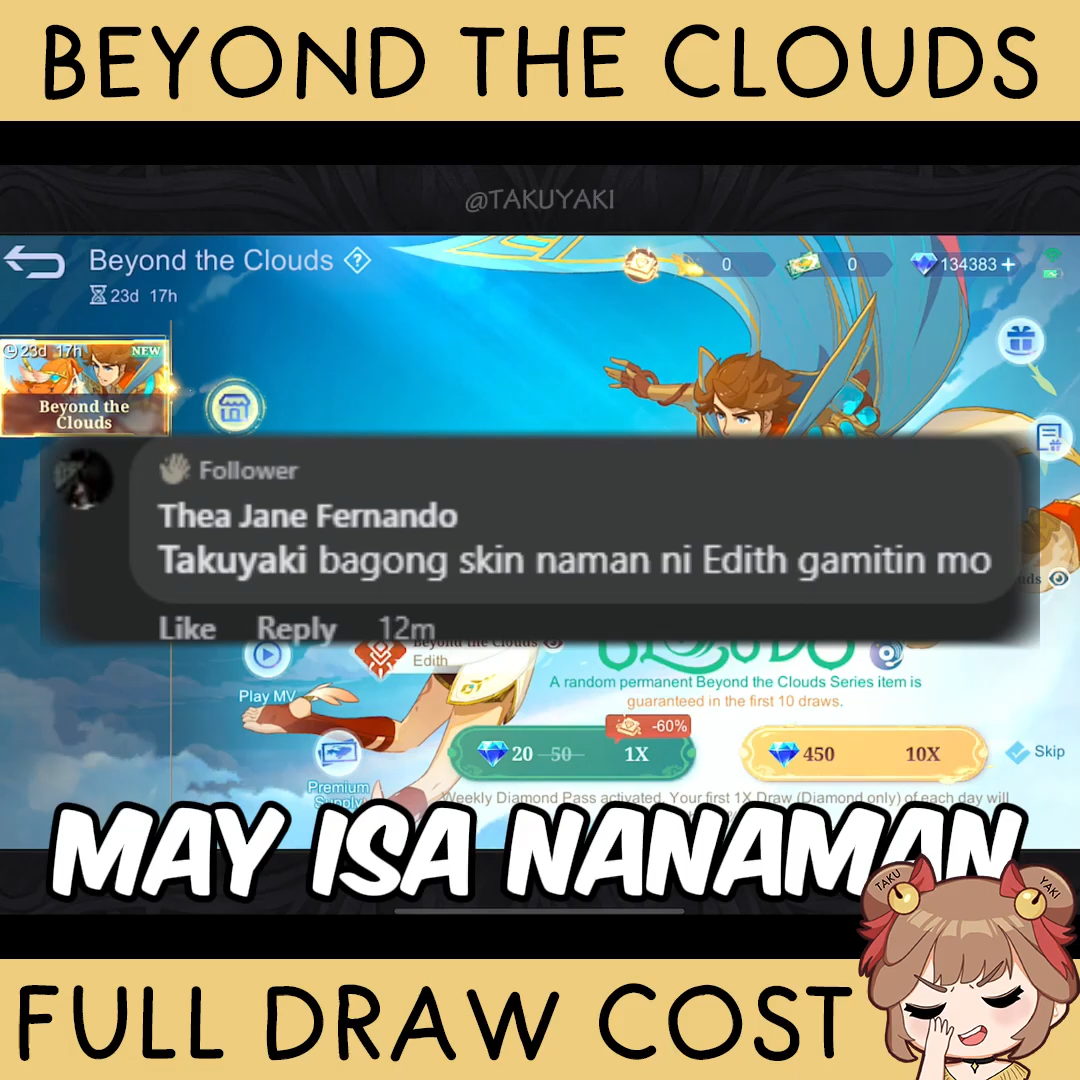 BEYOND THE CLOUDS
@TAKUYAKI
Beyond the Clouds ?
0
0
134383 +
23d 17h
23d 17h
NEW
Beyond the
Clouds
Follower
Thea Jane Fernando
Takuyaki bagong skin naman ni Edith gamitin mo
Like Reply 12m
Beyond the Clouds
Edith
Play MV
A random permanent Beyond the Clouds Series item is
guaranteed in the first 10 draws.
-60%
20 50 1X
450 10X
Skip
Premium
Supply
Weekly Diamond Pass activated. Your first 1X Draw (Diamond only) of each day will
MAY ISA NANAMAN
TAKU
YAKI
FULL DRAW COST